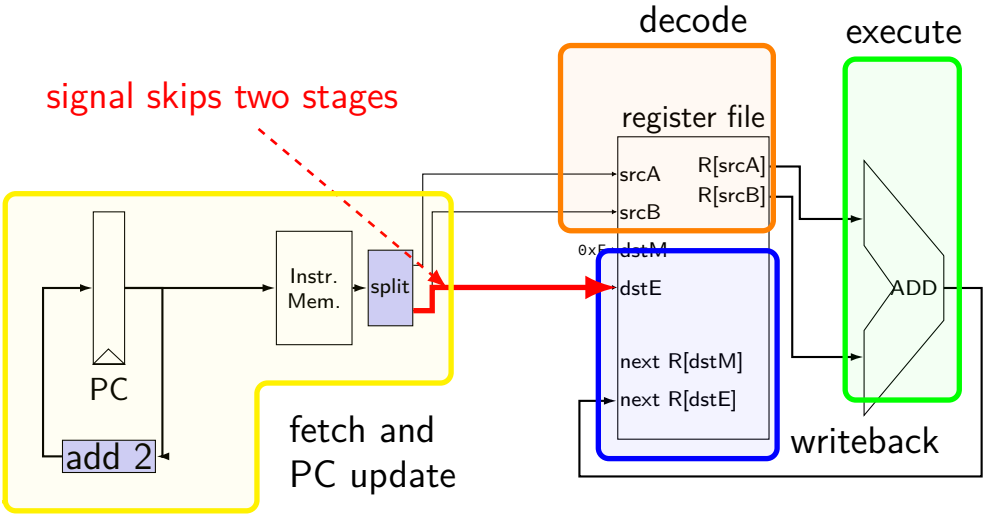 decode
execute
signal skips two stages
register file
srcA
R[srcA]
R[srcB]
srcB
0xF
dstM
Instr.
Mem.
split
dstE
ADD
next R[dstM]
PC
next R[dstE]
fetch and
PC update
writeback
add 2